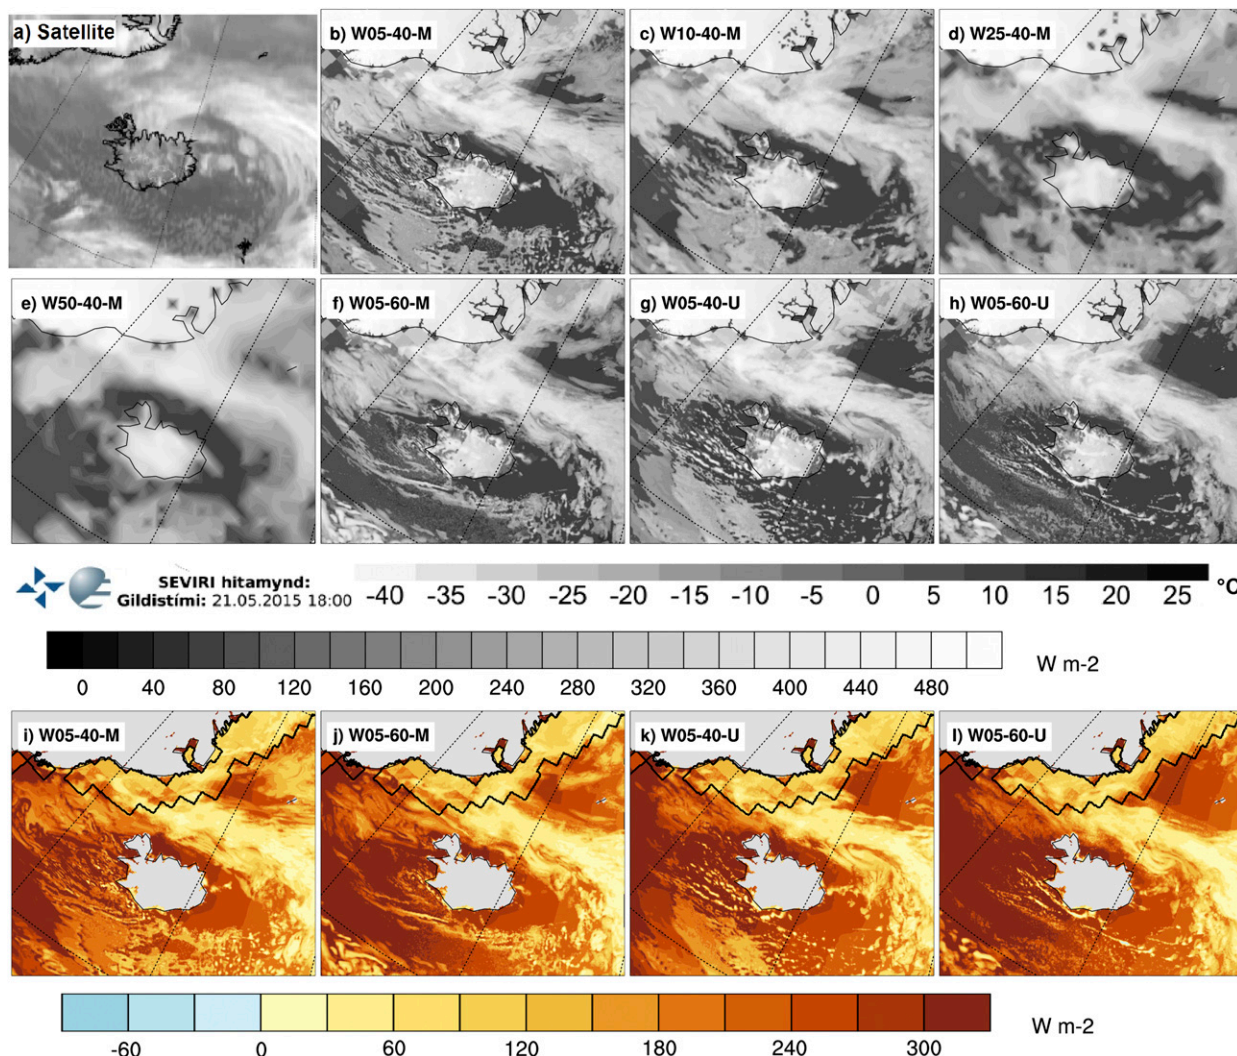 a) Satellite
b) W05-40-M
c) W10-40-M
d) W25-40-M
e) W50-40-M
f) W05-60-M
g) W05-40-U
h) W05-60-U
SEVIRI hitamynd:
Gildistími: 21.05.2015 18:00
-40 -35 -30 -25 -20 -15 -10 -5 0 5 10 15 20 25 °C
0 40 80 120 160 200 240 280 320 360 400 440 480 W m-2
i) W05-40-M
j) W05-60-M
k) W05-40-U
l) W05-60-U
-60 0 60 120 180 240 300 W m-2